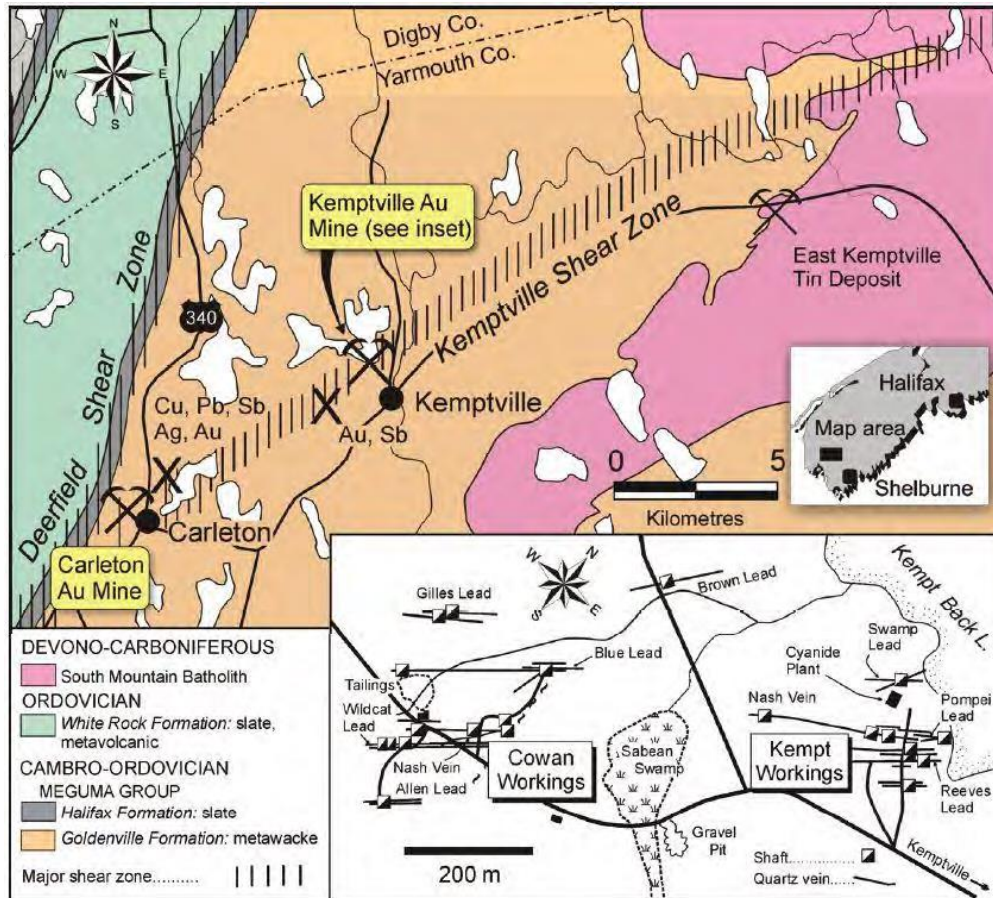 Digby Co.
Yarmouth Co.
N
W
E
S
Kemptville Au
Mine (see inset)
Kemptville Shear Zone
East Kemptville
Tin Deposit
Deerfield Shear Zone
340
Cu, Pb, Sb
Ag, Au
Au, Sb
Kemptville
Carleton
Carleton
Au Mine
0 5
Kilometres
Halifax
Map area
Shelburne
DEVONO-CARBONIFEROUS
South Mountain Batholith
ORDOVICIAN
White Rock Formation: slate,
metavolcanic
CAMBRO-ORDOVICIAN
MEGUMA GROUP
Halifax Formation: slate
Goldenville Formation: metawacke
Major shear zone..........
W
N
S
E
Gilles Lead
Brown Lead
Kempt Back L.
Blue Lead
Swamp
Lead
Cyanide
Plant
Tailings
Wildcat
Lead
Nash Vein
Pompei
Lead
Cowan
Workings
Sabean
Swamp
Kempt
Workings
Nash Vein
Allen Lead
Reeves
Lead
Gravel
Pit
Kemptville
200 m
Shaft..............
Quartz vein......